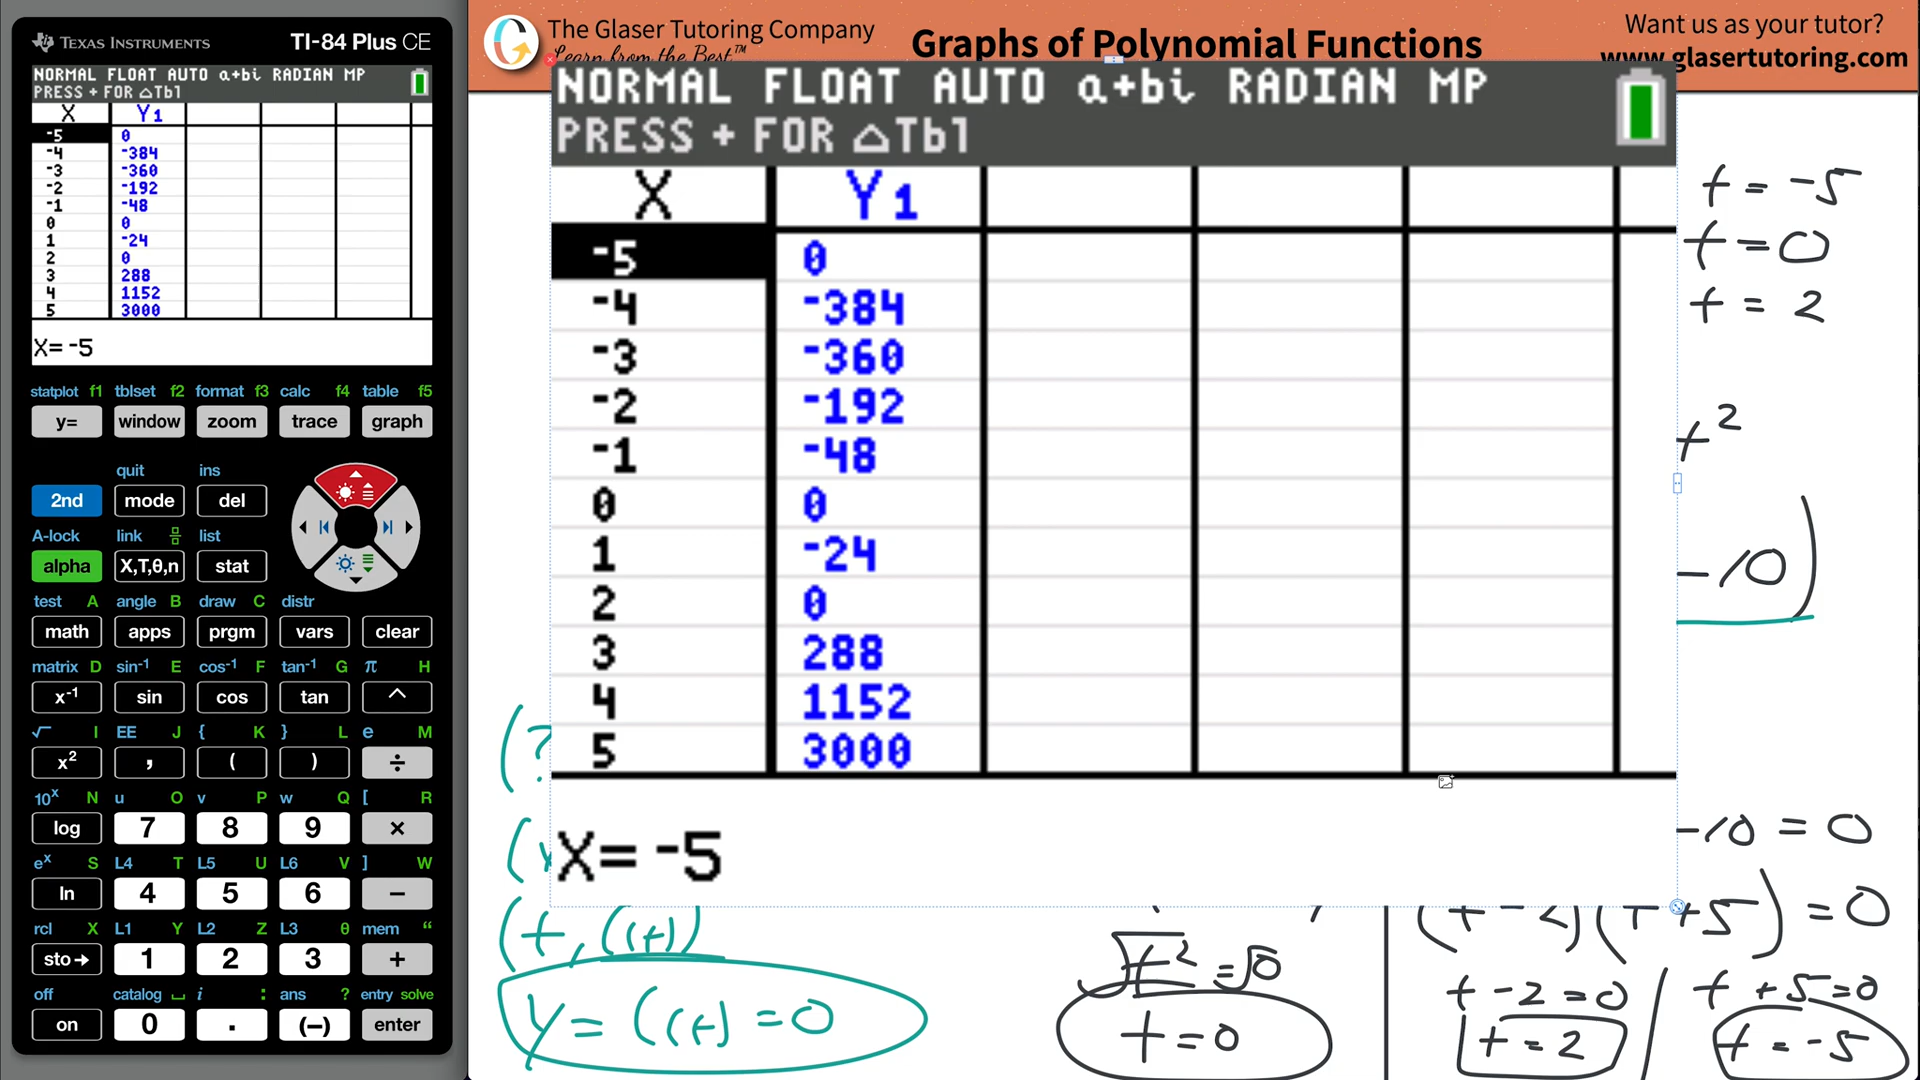 TEXAS INSTRUMENTS TI-84 Plus CE
NORMAL FLOAT AUTO a+bi RADIAN MP
PRESS + FOR △Tbl
X Y1
-5 0
-4 -384
-3 -360
-2 -192
-1 -48
0 0
1 -24
2 0
3 288
4 1152
5 3000
X= -5
statplot f1 tblset f2 format f3 calc f4 table f5
y= window zoom trace graph
quit ins
2nd mode del
A-lock link list
alpha X,T,θ,n stat
test A angle B draw C distr
math apps prgm vars clear
matrix D sin⁻¹ E cos⁻¹ F tan⁻¹ G π H
x⁻¹ sin cos tan ^
√ I EE J { K } L e M
x² , ( ) ÷
10ˣ N u O v P w Q [ R
log 7 8 9 ×
eˣ S L4 T L5 U L6 V ] W
ln 4 5 6 −
rcl X L1 Y L2 Z L3 θ mem “
sto→ 1 2 3 +
off catalog ␣ i : ans ? entry solve
on 0 . (−) enter
The Glaser Tutoring Company
Learn from the Best™
Graphs of Polynomial Functions
Want us as your tutor?
www.glasertutoring.com
NORMAL FLOAT AUTO a+bi RADIAN MP
PRESS + FOR △Tbl
X Y1
-5 0
-4 -384
-3 -360
-2 -192
-1 -48
0 0
1 -24
2 0
3 288
4 1152
5 3000
X= -5
t = -5
t = 0
t = 2
t²
-10)
(?
(t, C(t))
y = C(t) = 0
√t² = √0
t = 0
-10 = 0
(t-2)(t+5) = 0
t-2=0 / t+5=0
t=2 t=-5